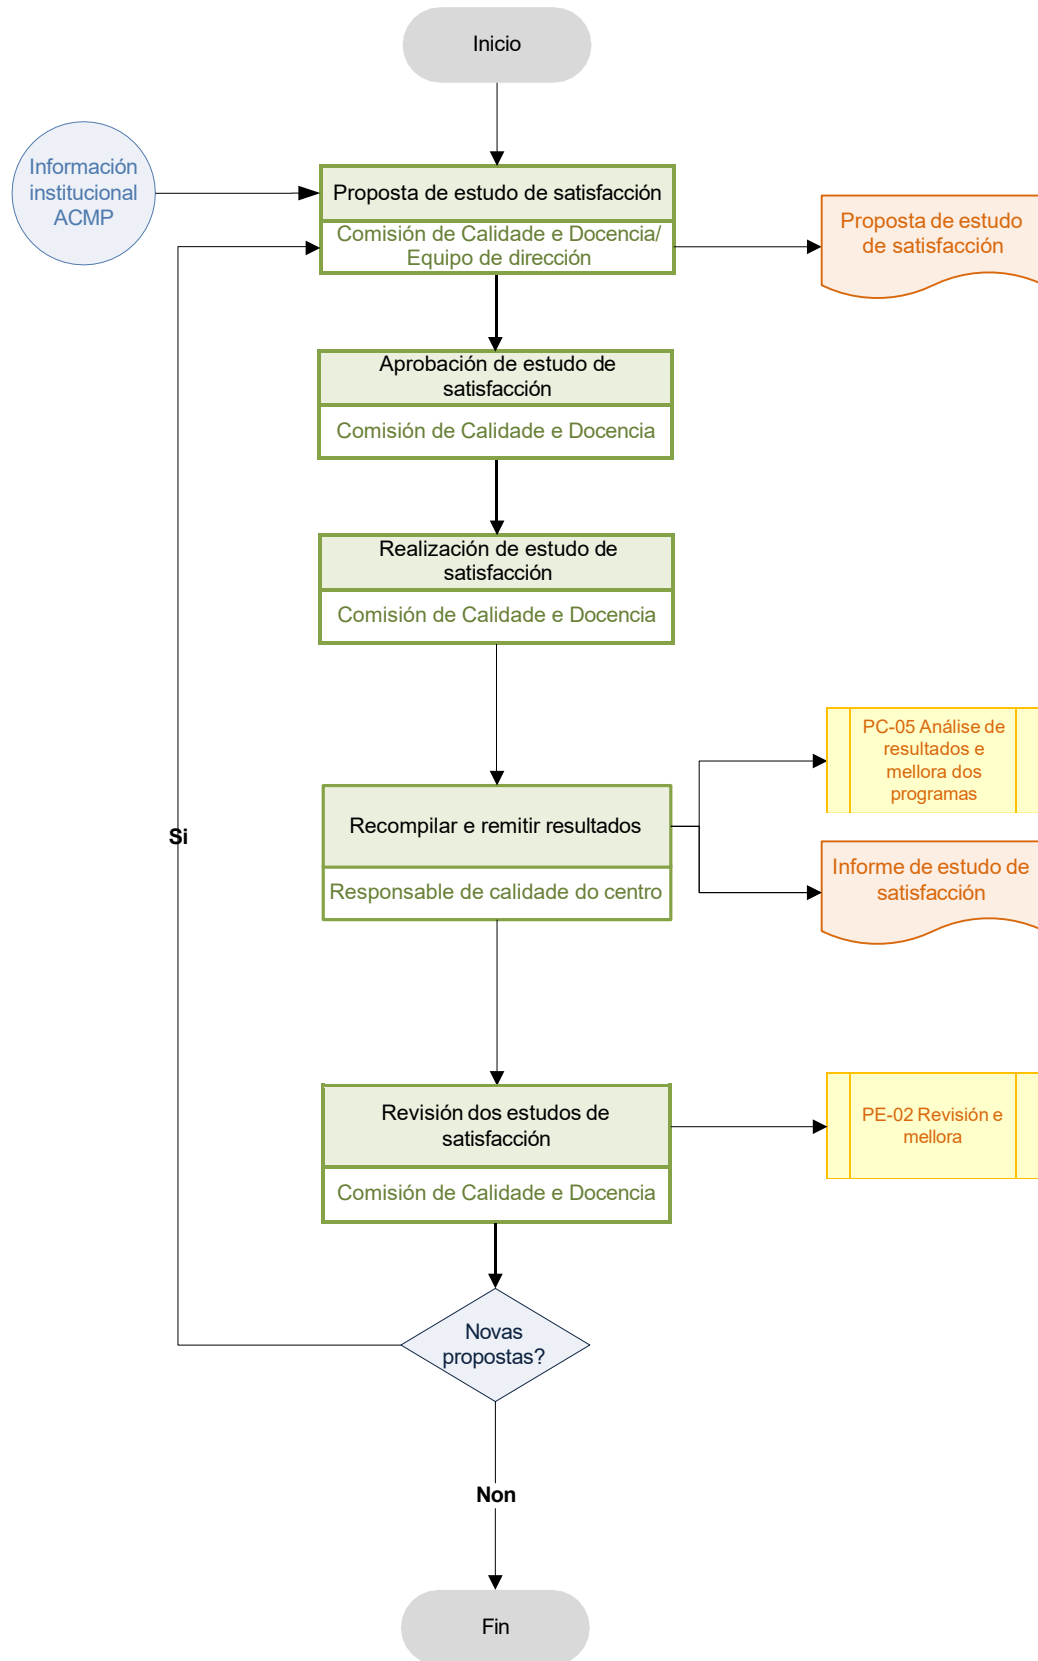 Inicio
Información
institucional
ACMP
Proposta de estudo de satisfacción
Comisión de Calidade e Docencia/
Equipo de dirección
Proposta de estudo
de satisfacción
Aprobación de estudo de
satisfacción
Comisión de Calidade e Docencia
Realización de estudo de
satisfacción
Comisión de Calidade e Docencia
PC-05 Análise de
resultados e
mellora dos
programas
Si
Recompilar e remitir resultados
Responsable de calidade do centro
Informe de estudo de
satisfacción
Revisión dos estudos de
satisfacción
Comisión de Calidade e Docencia
PE-02 Revisión e
mellora
Novas
propostas?
Non
Fin